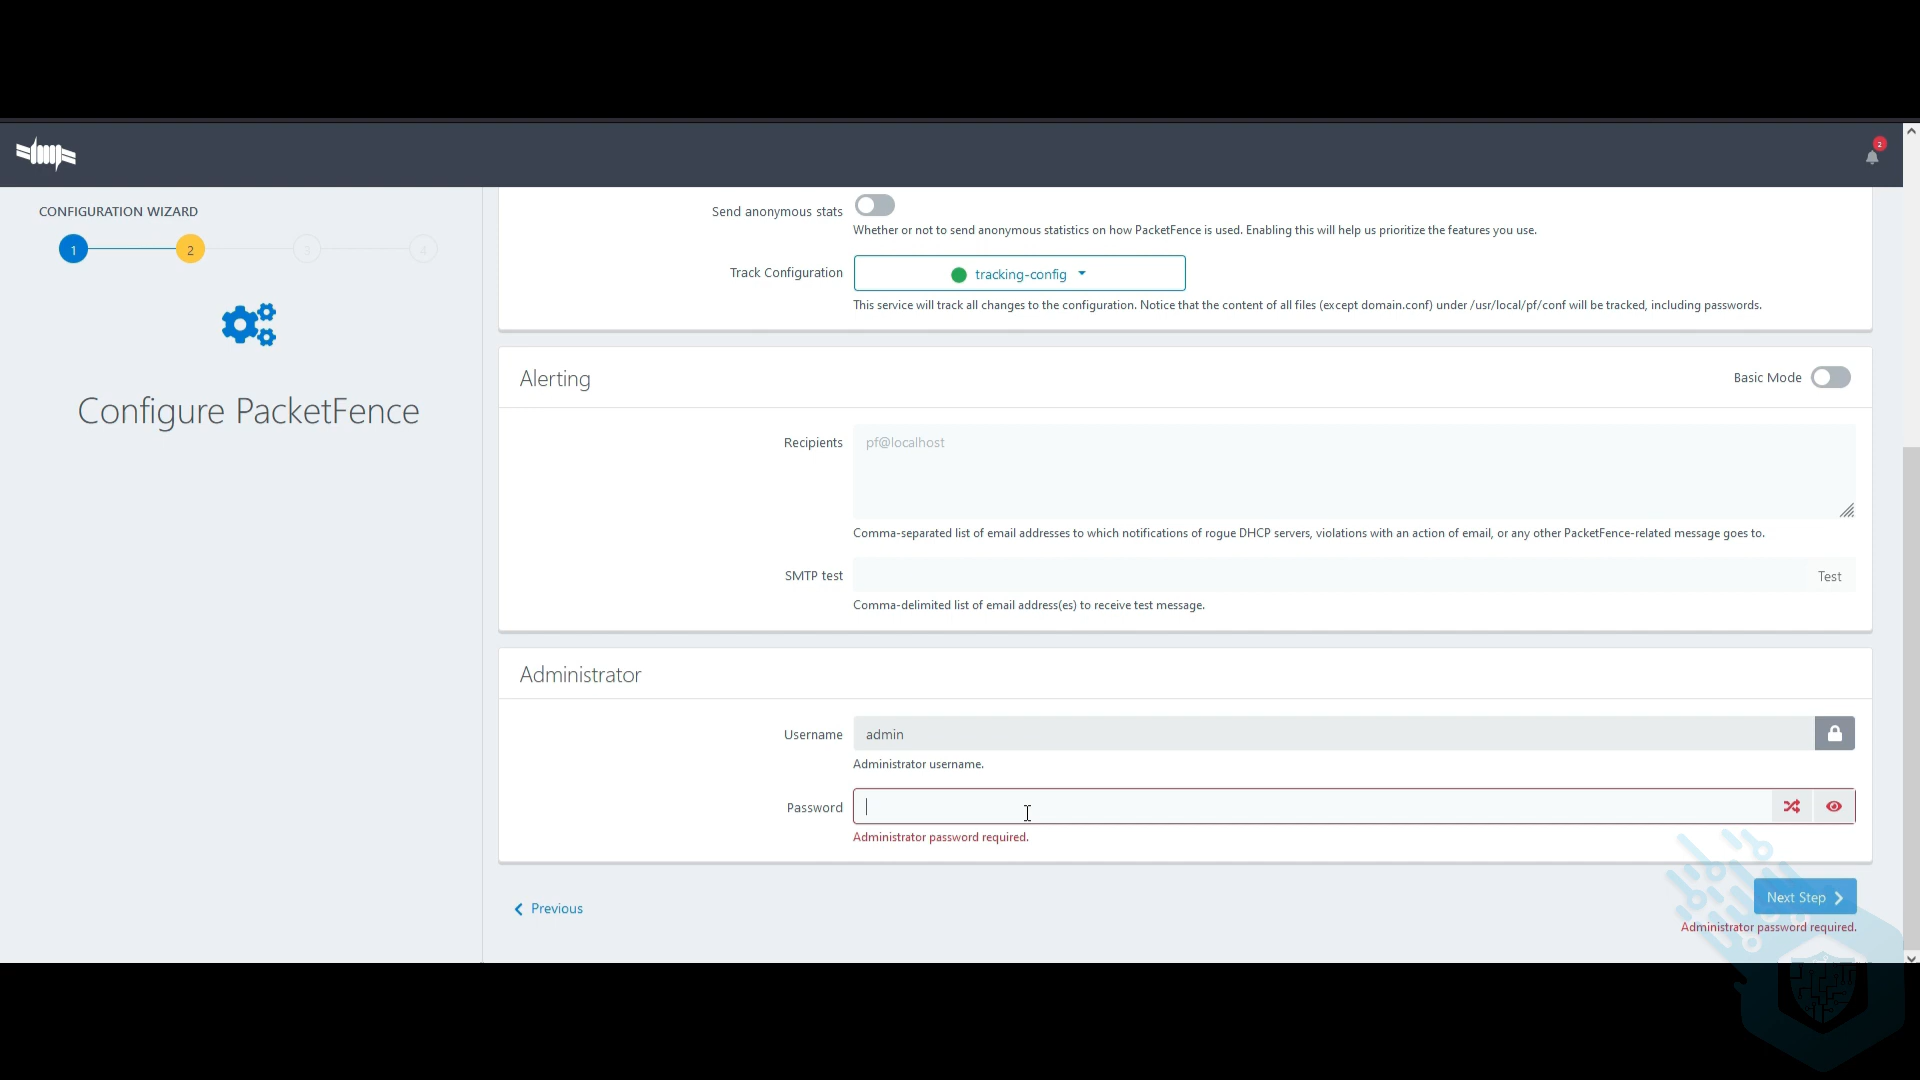 2
CONFIGURATION WIZARD
1 2 3 4
Configure PacketFence
Send anonymous stats
Whether or not to send anonymous statistics on how PacketFence is used. Enabling this will help us prioritize the features you use.
Track Configuration tracking-config
This service will track all changes to the configuration. Notice that the content of all files (except domain.conf) under /usr/local/pf/conf will be tracked, including passwords.
Alerting Basic Mode
Recipients pf@localhost
Comma-separated list of email addresses to which notifications of rogue DHCP servers, violations with an action of email, or any other PacketFence-related message goes to.
SMTP test Test
Comma-delimited list of email address(es) to receive test message.
Administrator
Username admin
Administrator username.
Password
Administrator password required.
Previous Next Step
Administrator password required.